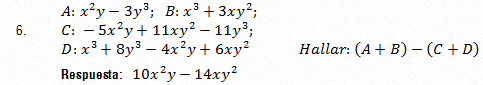 A: x²y − 3y³; B: x³ + 3xy²;
6. C: − 5x²y + 11xy² − 11y³;
D: x³ + 8y³ − 4x²y + 6xy² Hallar: (A + B) − (C + D)
Respuesta: 10x²y − 14xy²